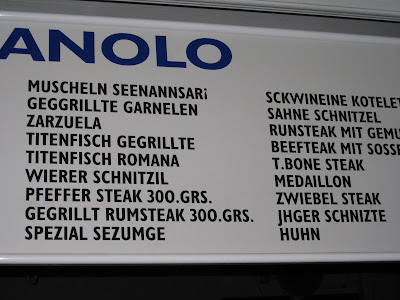 ANOLO
MUSCHELN SEENANNSARi
GEGGRILLTE GARNELEN
ZARZUELA
TITENFISCH GEGRILLTE
TITENFISCH ROMANA
WIERER SCHNITZIL
PFEFFER STEAK 300.GRS.
GEGRILLT RUMSTEAK 300.GRS.
SPEZIAL SEZUMGE
SCKWINEINE KOTELET
SAHNE SCHNITZEL
RUNSTEAK MIT GEMU
BEEFTEAK MIT SOSSE
T.BONE STEAK
MEDAILLON
ZWIEBEL STEAK
JHGER SCHNIZTE
HUHN